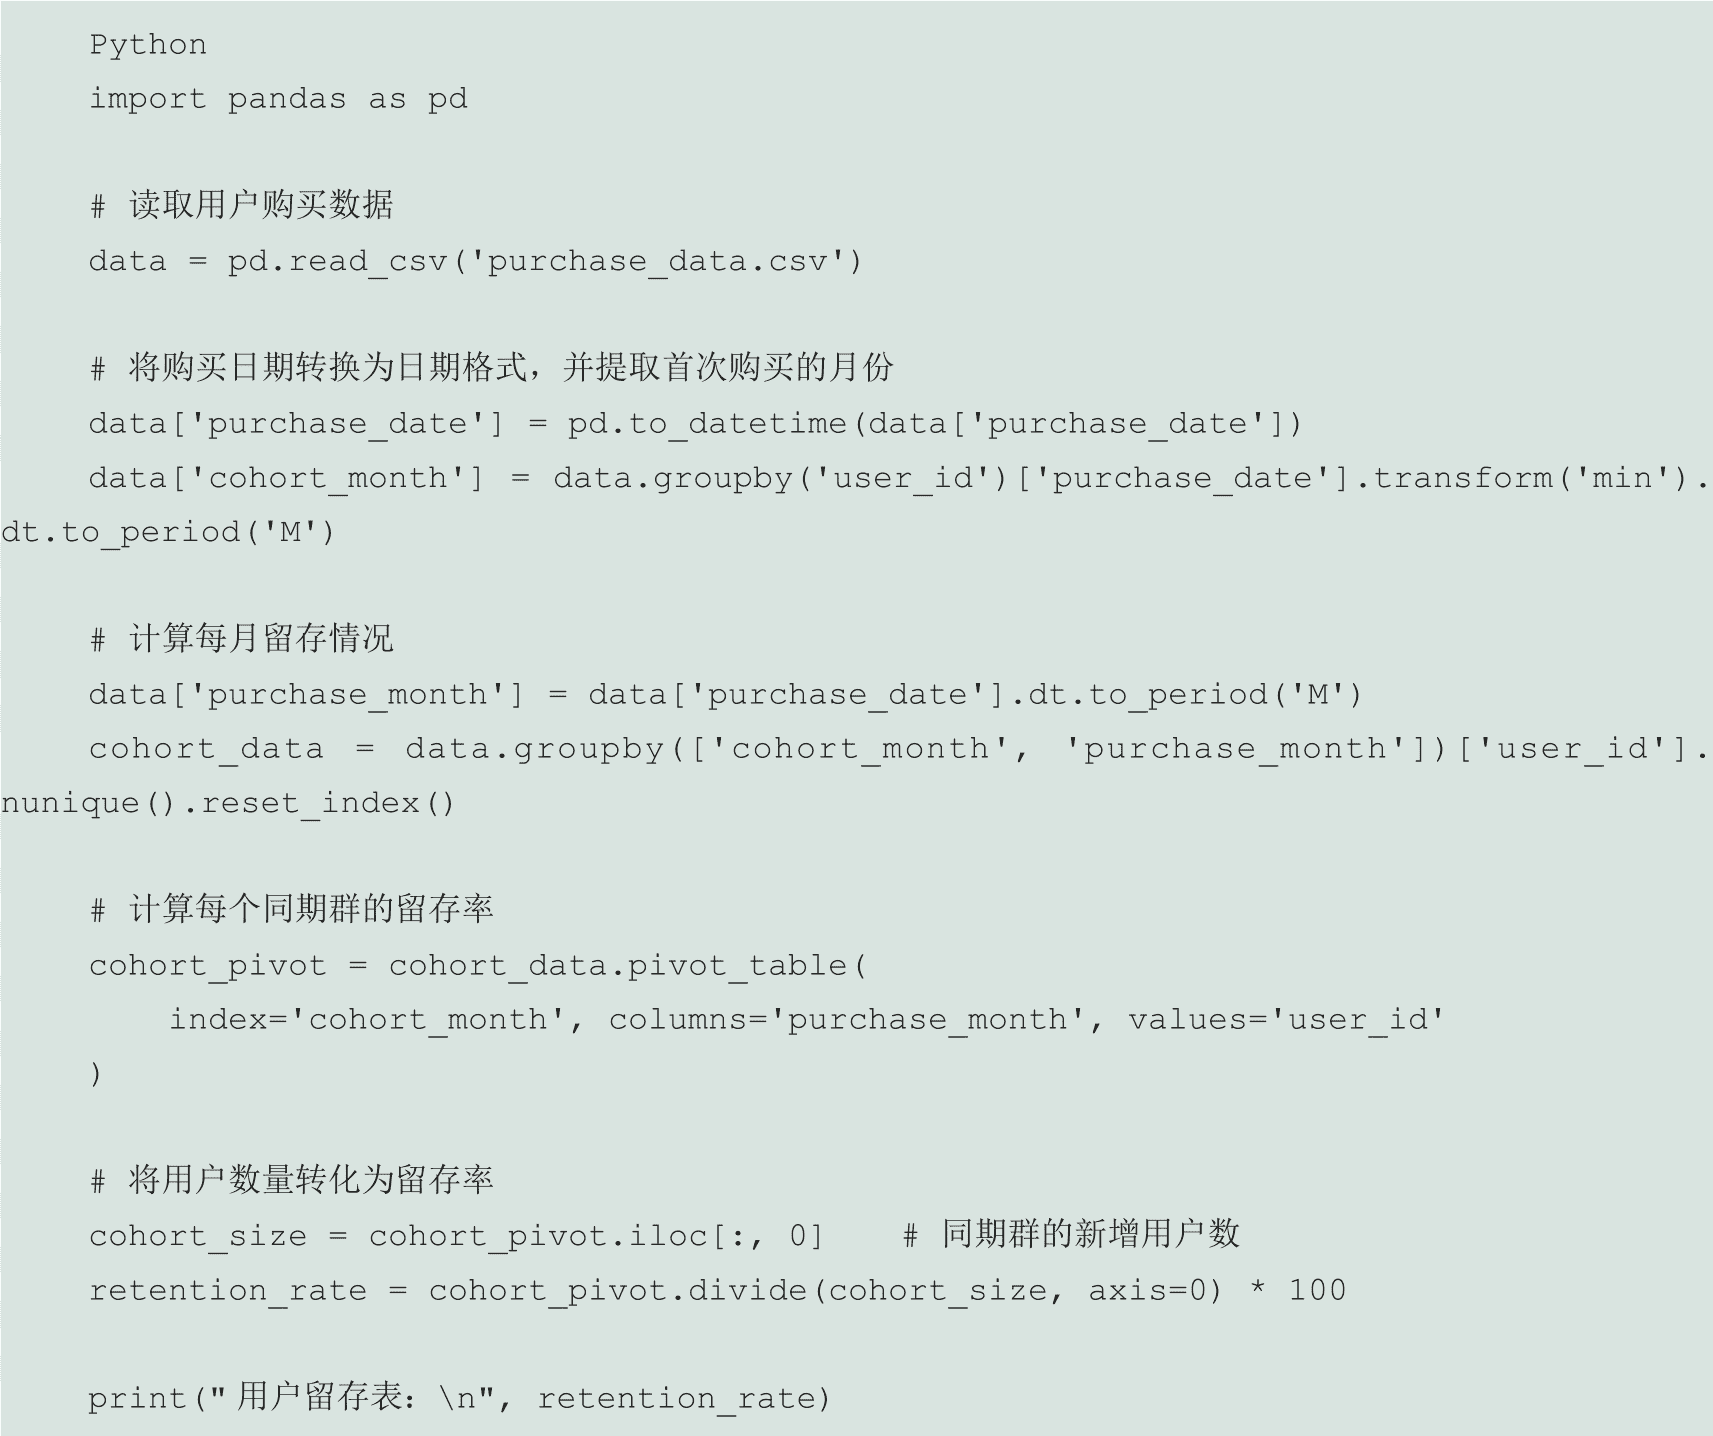 Python
import pandas as pd
# 读取用户购买数据
data = pd.read_csv('purchase_data.csv')
# 将购买日期转换为日期格式，并提取首次购买的月份
data['purchase_date'] = pd.to_datetime(data['purchase_date'])
data['cohort_month'] = data.groupby('user_id')['purchase_date'].transform('min').
dt.to_period('M')
# 计算每月留存情况
data['purchase_month'] = data['purchase_date'].dt.to_period('M')
cohort_data = data.groupby(['cohort_month', 'purchase_month'])['user_id'].
nunique().reset_index()
# 计算每个同期群的留存率
cohort_pivot = cohort_data.pivot_table(
    index='cohort_month', columns='purchase_month', values='user_id'
)
# 将用户数量转化为留存率
cohort_size = cohort_pivot.iloc[:, 0]    # 同期群的新增用户数
retention_rate = cohort_pivot.divide(cohort_size, axis=0) * 100
print("用户留存表：\n", retention_rate)